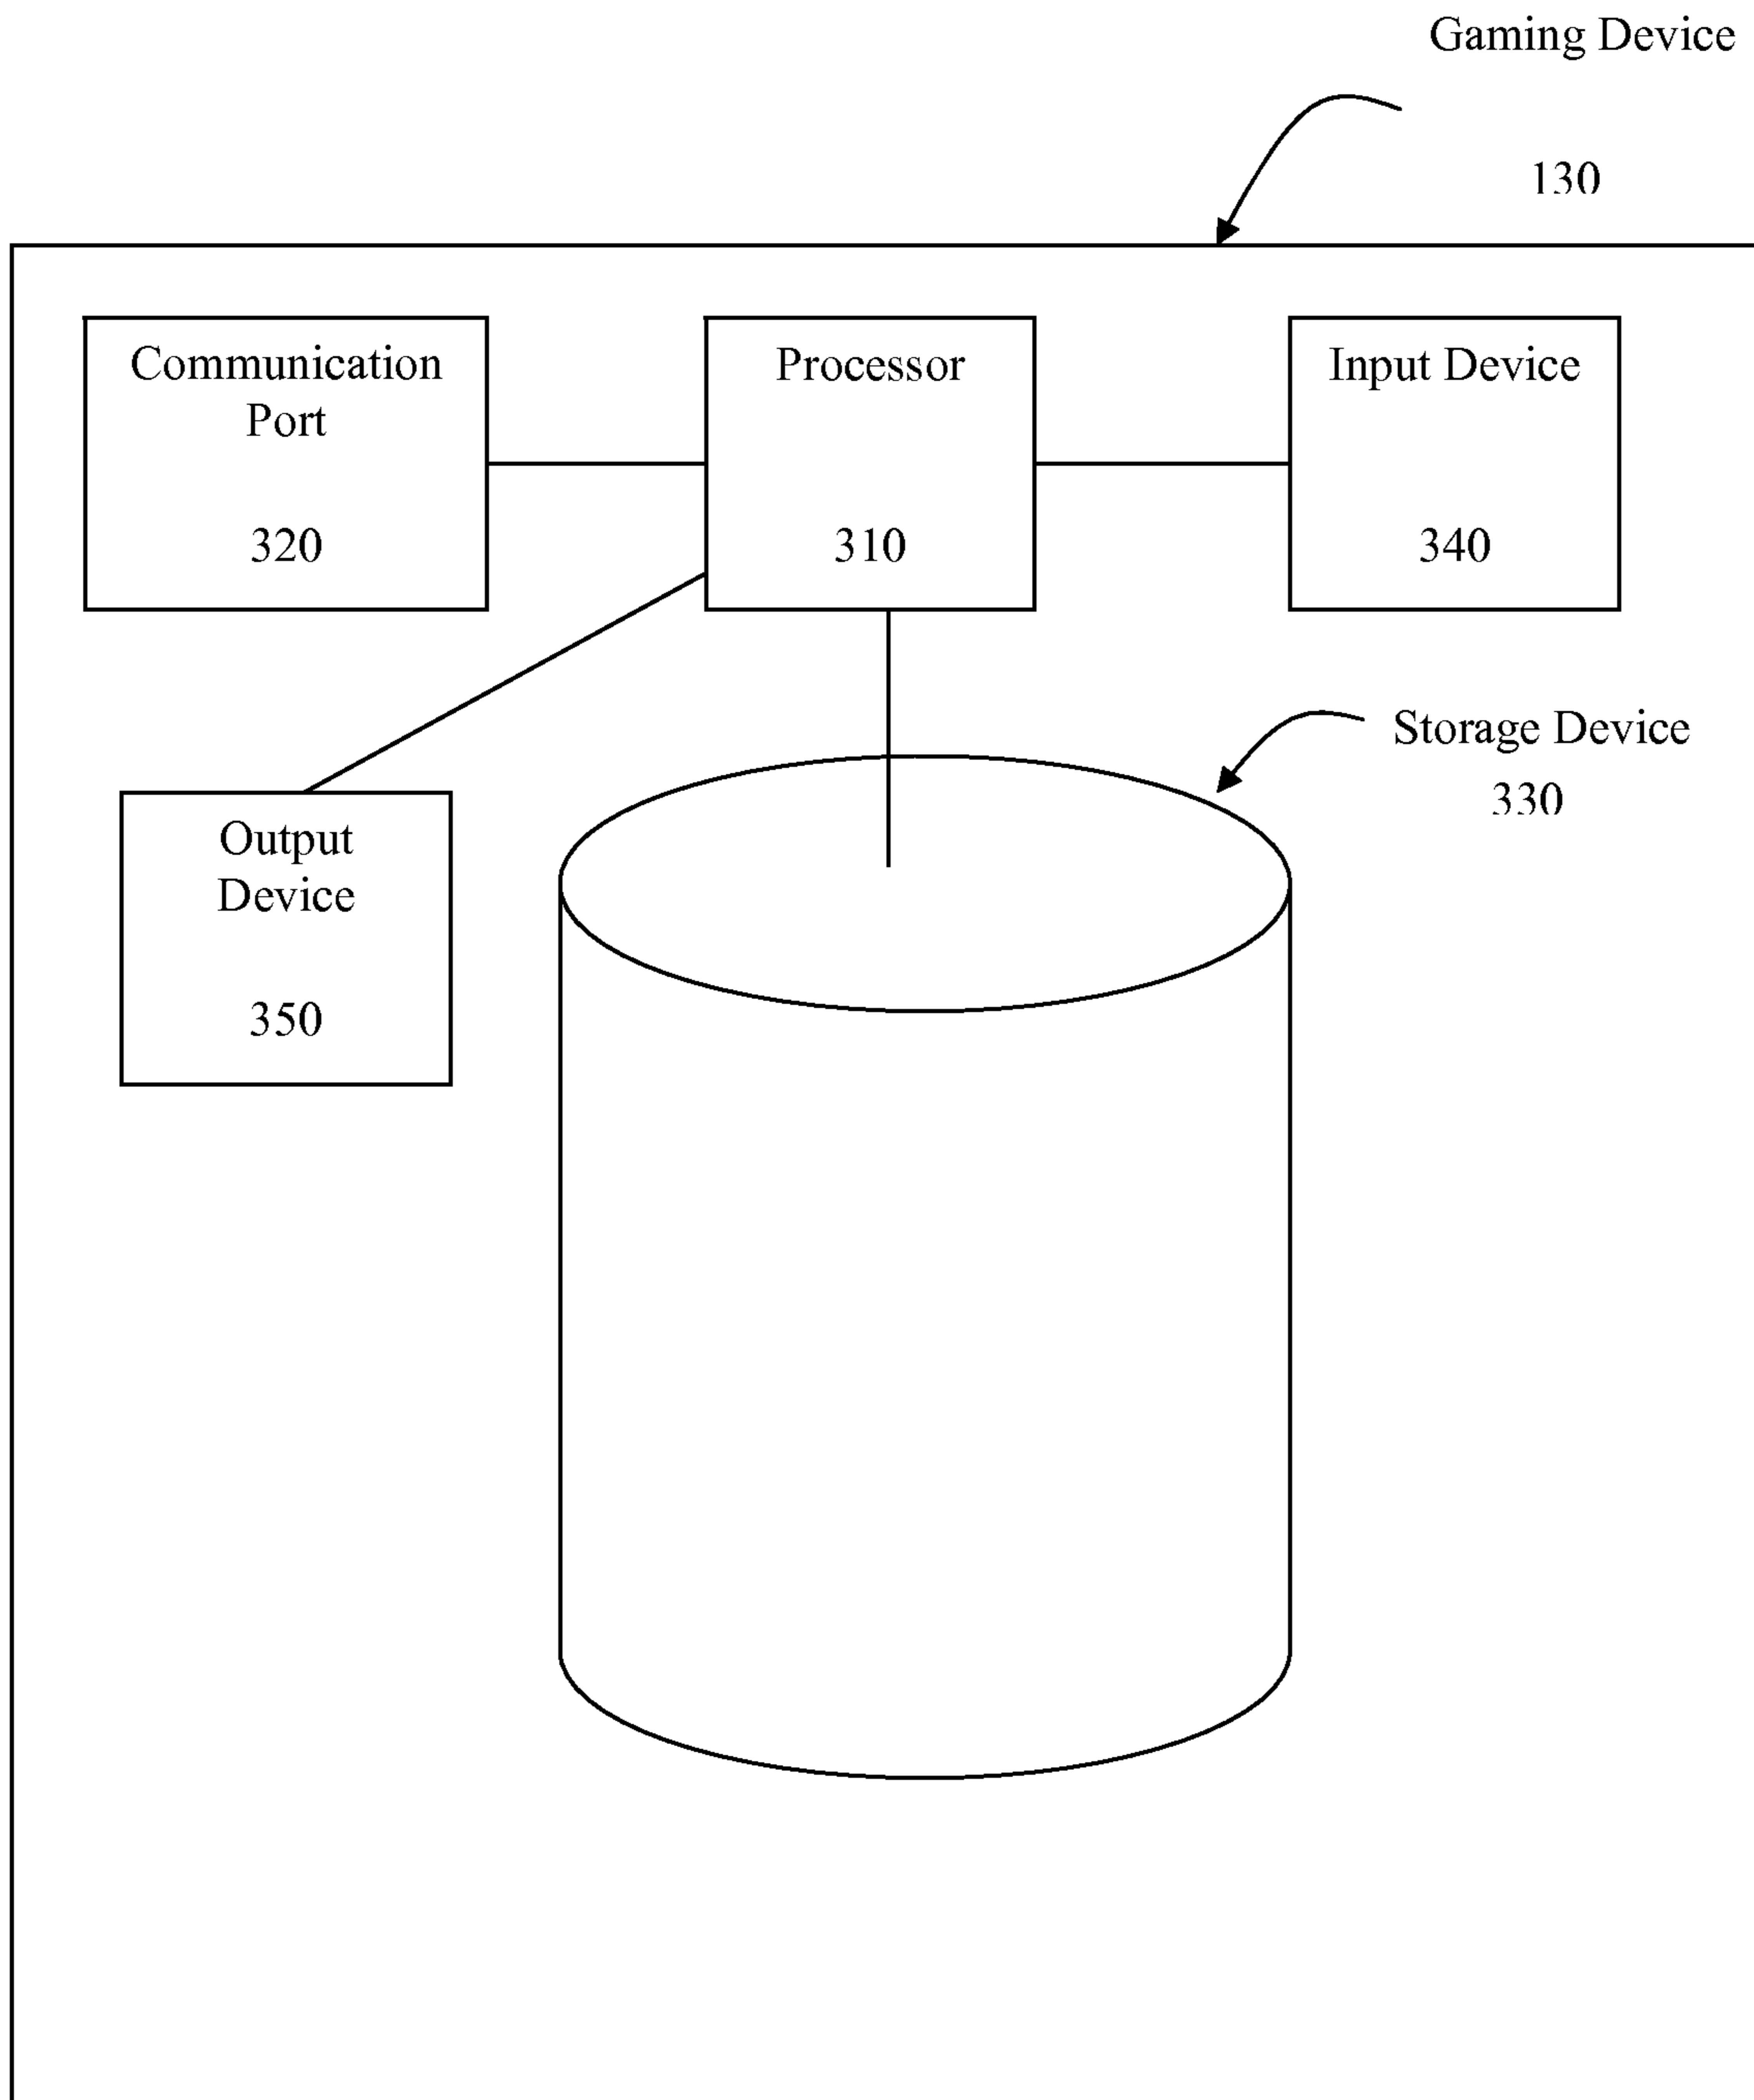 Gaming Device
130
Communication
Port
320
Processor
310
Input Device
340
Storage Device
330
Output
Device
350